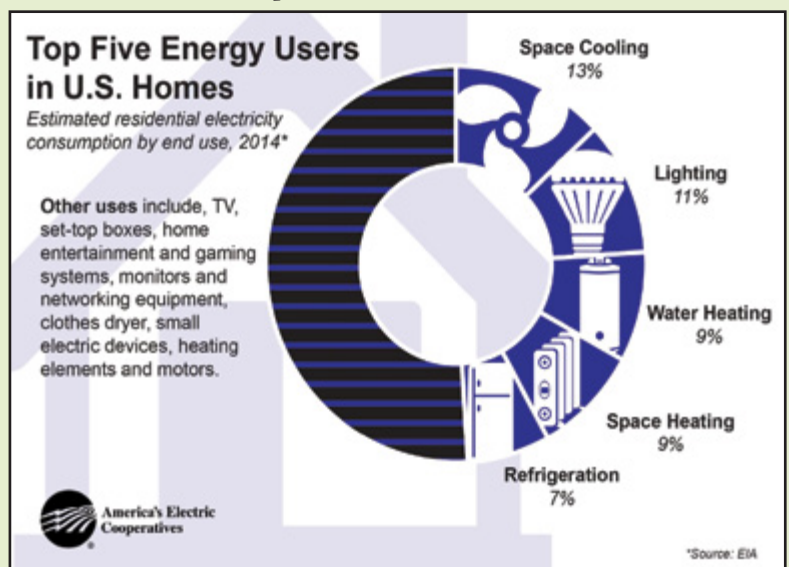 Top Five Energy Users
in U.S. Homes
Estimated residential electricity
consumption by end use, 2014*
Other uses include, TV,
set-top boxes, home
entertainment and gaming
systems, monitors and
networking equipment,
clothes dryer, small
electric devices, heating
elements and motors.
Space Cooling
13%
Lighting
11%
Water Heating
9%
Space Heating
9%
Refrigeration
7%
America's Electric
Cooperatives
®
*Source: EIA